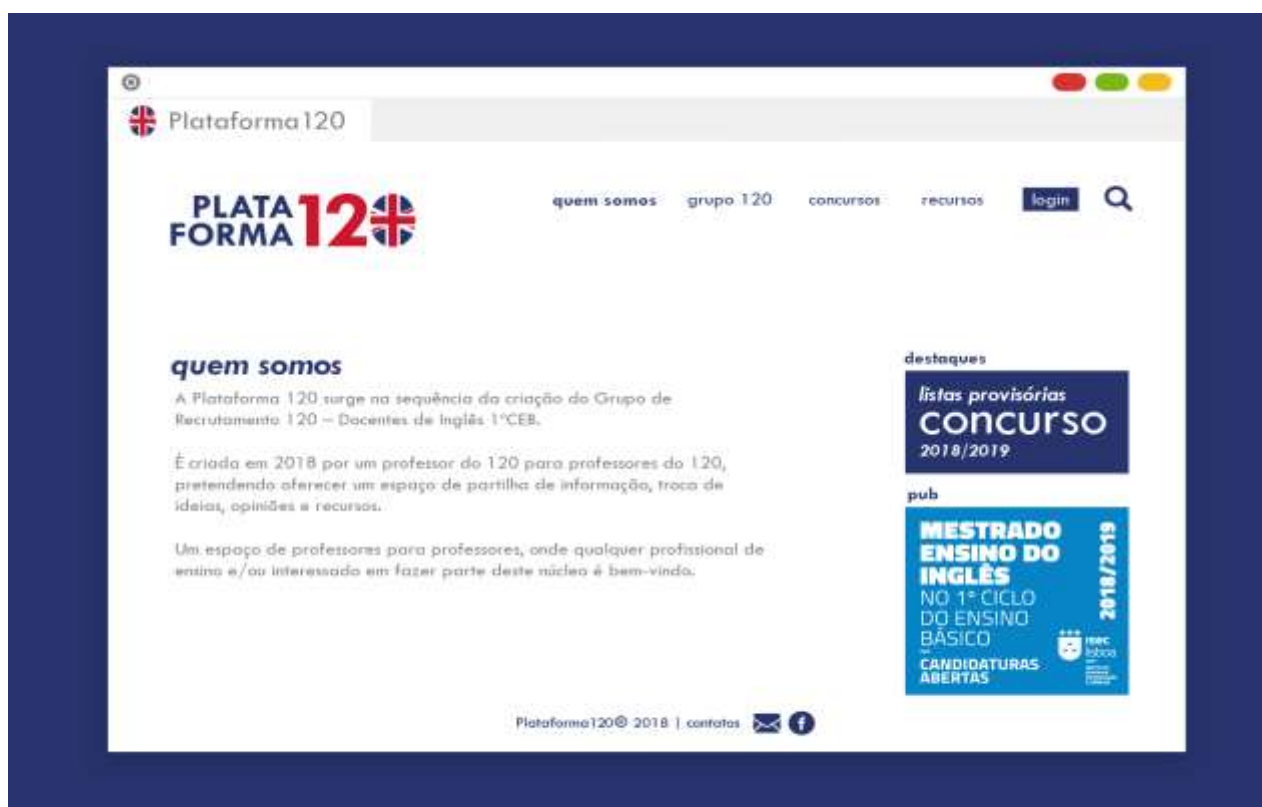 Plataforma120
PLATA
FORMA 120
quem somos
grupo 120
concursos
recursos
login
quem somos
A Plataforma 120 surge na sequência da criação do Grupo de
Recrutamento 120 – Docentes de Inglês 1ºCEB.
É criada em 2018 por um professor do 120 para professores do 120,
pretendendo oferecer um espaço de partilha de informação, troca de
ideias, opiniões e recursos.
Um espaço de professores para professores, onde qualquer profissional de
ensino e/ou interessado em fazer parte deste núcleo é bem-vindo.
destaques
listas provisórias
concurso
2018/2019
pub
MESTRADO
ENSINO DO
INGLÊS
NO 1º CICLO
DO ENSINO
BÁSICO
CANDIDATURAS
ABERTAS
2018/2019
isec
lisboa
Plataforma120® 2018 | contatos